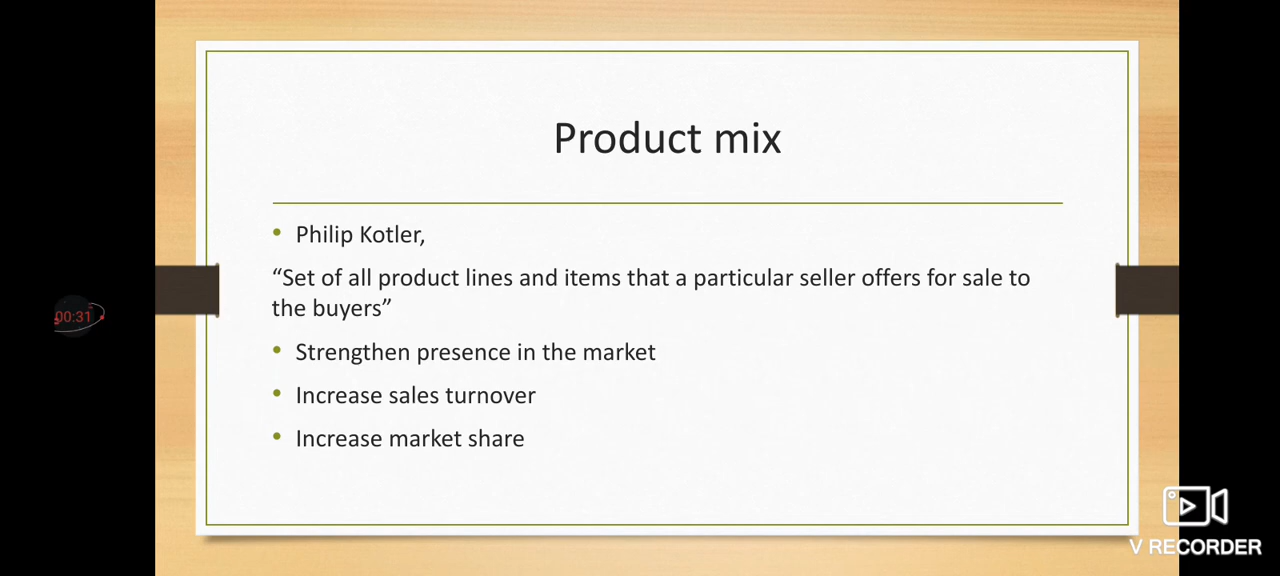 Product mix
• Philip Kotler,
“Set of all product lines and items that a particular seller offers for sale to
the buyers”
• Strengthen presence in the market
• Increase sales turnover
• Increase market share
00:31
V RECORDER